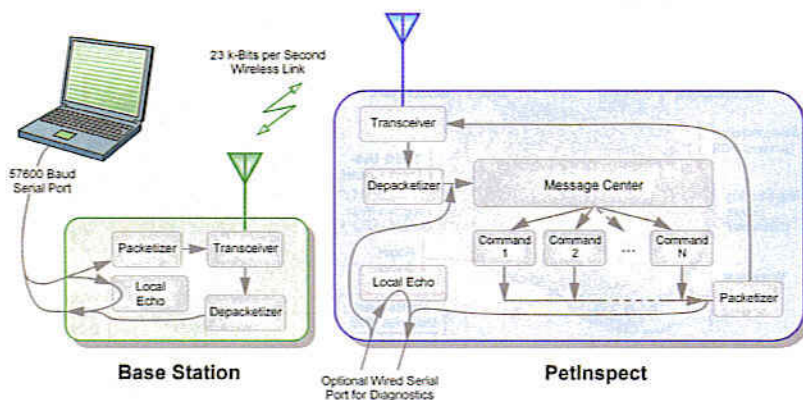 23 k-Bits per Second
Wireless Link
57600 Baud
Serial Port
Packetizer
Transceiver
Local
Echo
Depacketizer
Base Station
Transceiver
Depacketizer
Message Center
Command
1
Command
2
...
Command
N
Local Echo
Packetizer
Optional Wired Serial
Port for Diagnostics
PetInspect